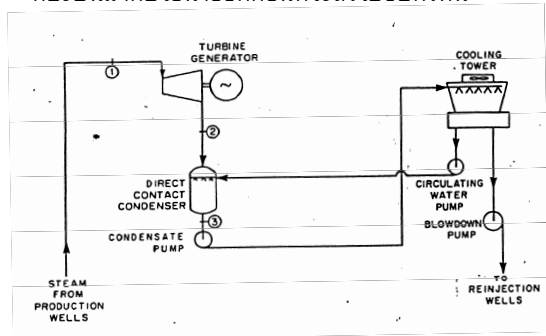 TURBINE
GENERATOR
COOLING
TOWER
1
~
2
DIRECT
CONTACT
CONDENSER
CIRCULATING
WATER
PUMP
3
CONDENSATE
PUMP
BLOWDOWN
PUMP
STEAM
FROM
PRODUCTION
WELLS
TO
REINJECTION
WELLS